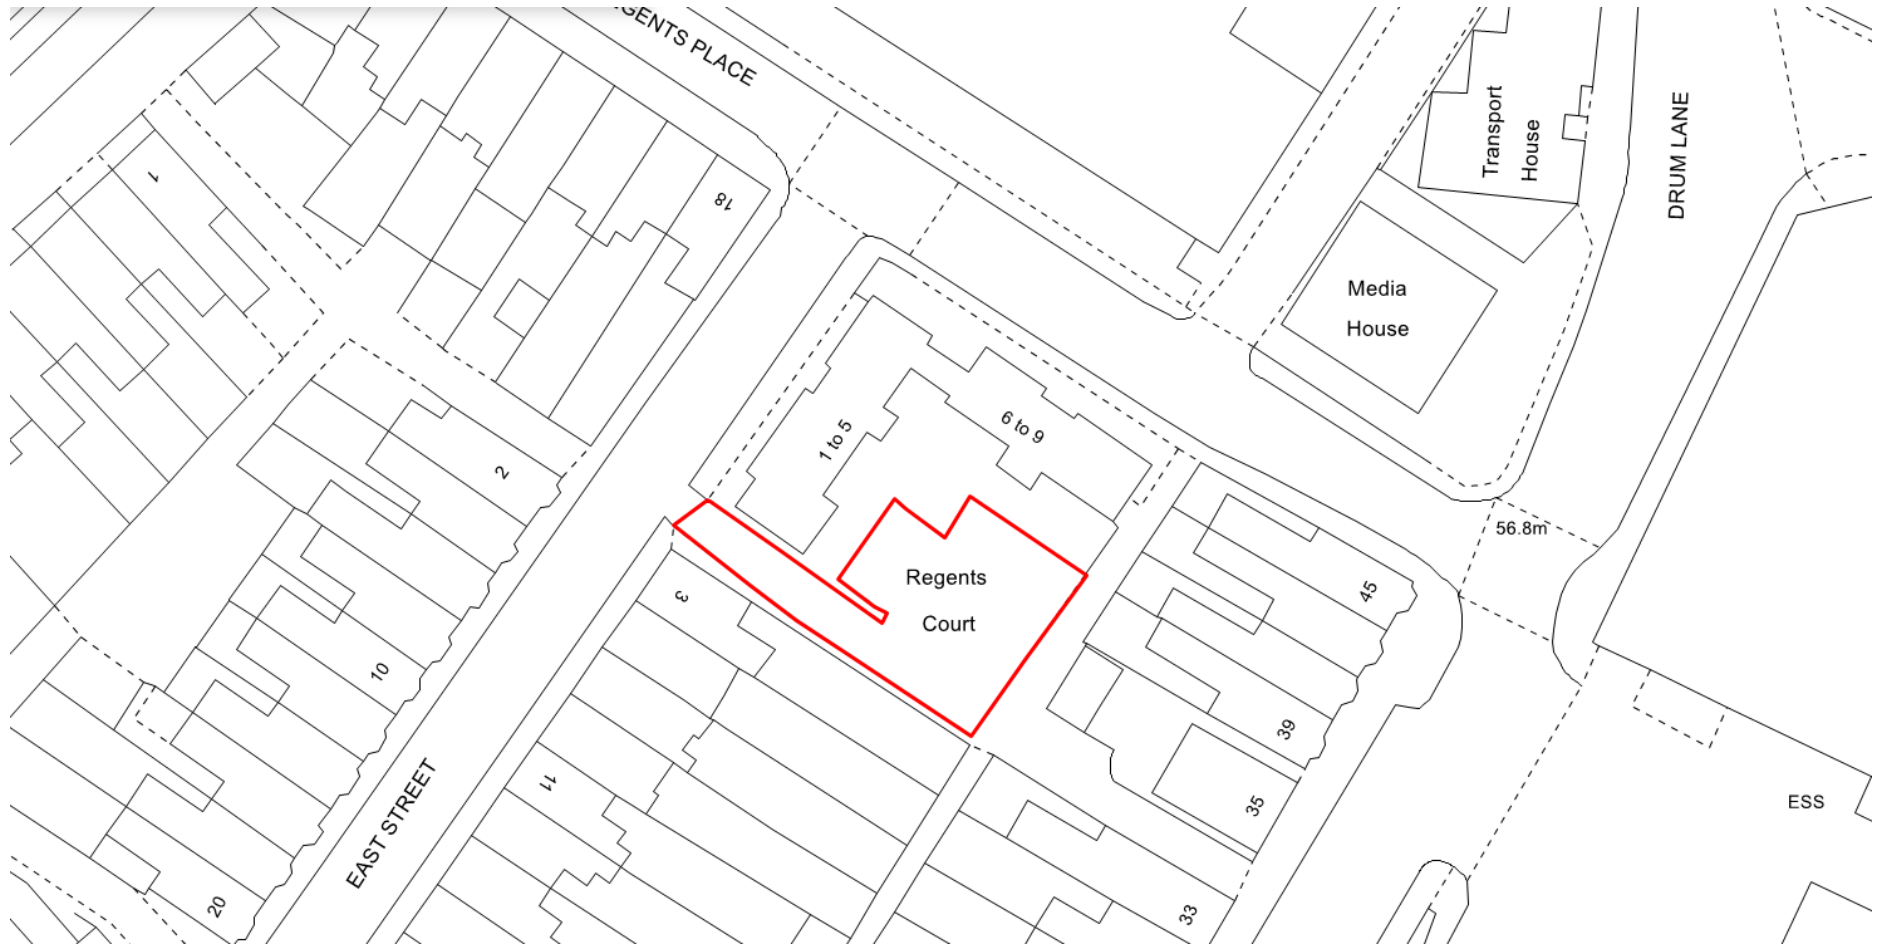 GENTS PLACE
Transport
House
DRUM LANE
1
18
Media
House
1 to 5
6 to 9
2
56.8m
Regents
Court
45
3
10
39
EAST STREET
11
35
ESS
20
33